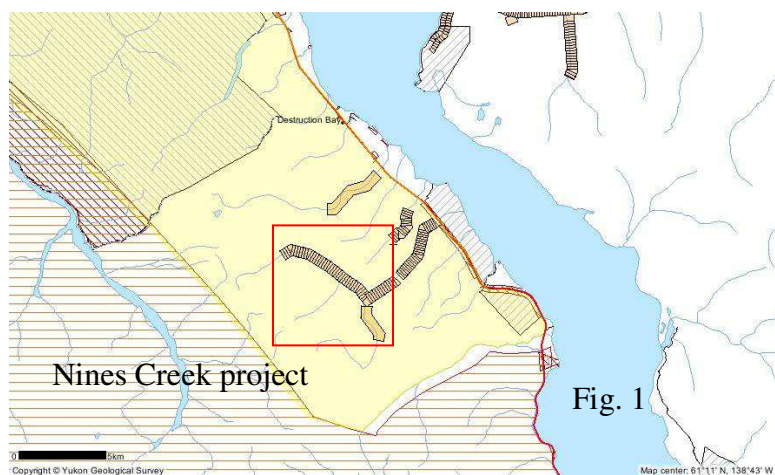 Destruction Bay
Nines Creek project
Fig. 1
0 5km
Copyright © Yukon Geological Survey
Map center: 61°11' N, 138°43' W